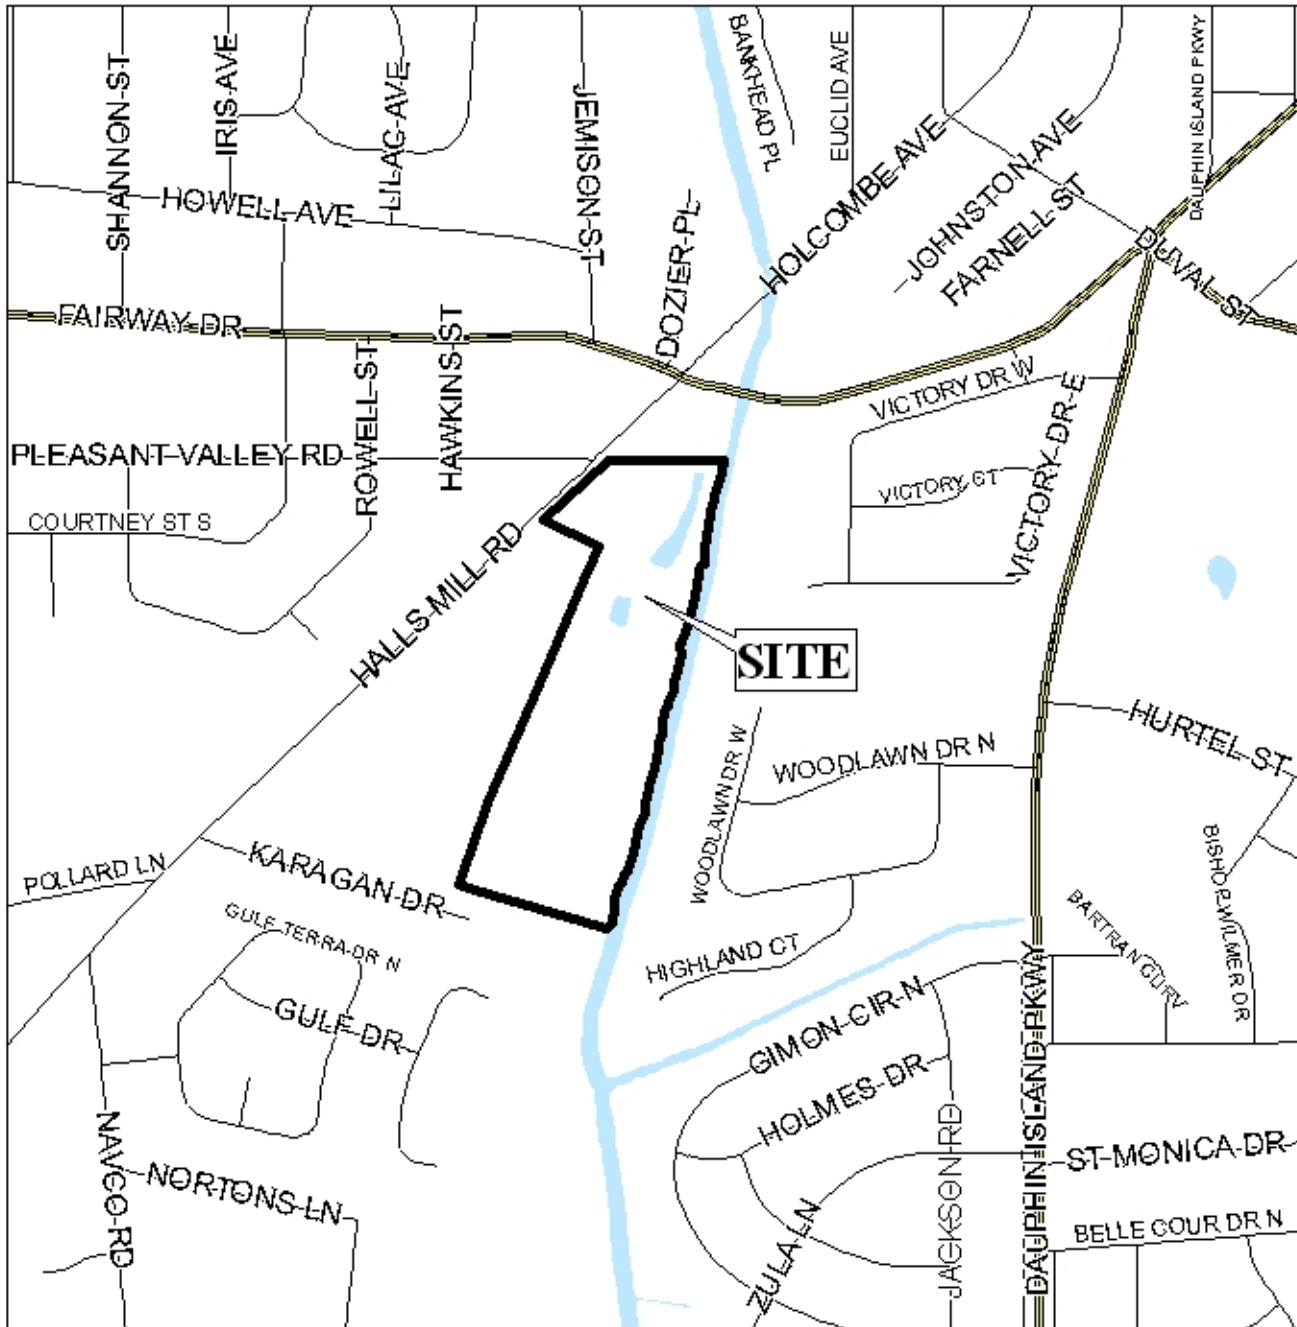 SHANNON ST
IRIS AVE
LILAC AVE
JEMISON ST
BANKHEAD PL
EUCLID AVE
DAUPHIN ISLAND PKWY
HOWELL AVE
DOZIER PL
HOLCOMBE AVE
JOHNSTON AVE
FARNELL ST
DUVAL ST
FAIRWAY DR
ROWELL ST
HAWKINS ST
VICTORY DR W
VICTORY DR E
PLEASANT VALLEY RD
VICTORY CT
COURTNEY ST S
HALLS MILL RD
SITE
WOODLAWN DR W
WOODLAWN DR N
HURTEL ST
POLLARD LN
KARAGAN DR
BISHOP WILMER DR
BARTRAN CURV
GULF TERRA DR N
HIGHLAND CT
GULF DR
GIMON CIR N
HOLMES DR
DAUPHIN ISLAND PKWY
NAVCO RD
NORTONS LN
JACKSON RD
ST MONICA DR
ZULA LN
BELLE COUR DR N